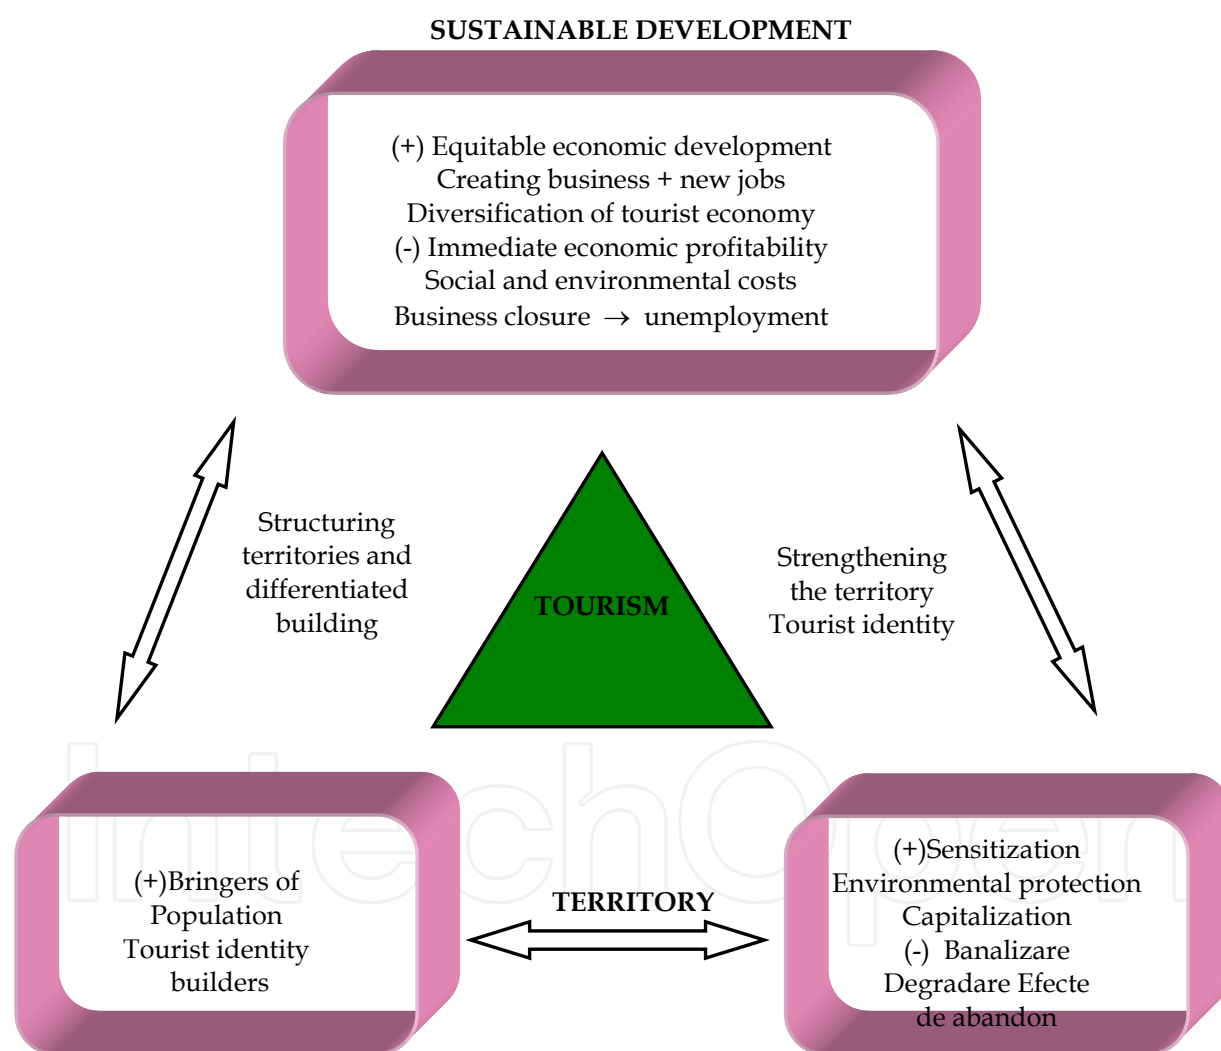 SUSTAINABLE DEVELOPMENT
(+) Equitable economic development
Creating business + new jobs
Diversification of tourist economy
(-) Immediate economic profitability
Social and environmental costs
Business closure → unemployment
Structuring
territories and
differentiated
building
TOURISM
Strengthening
the territory
Tourist identity
(+)Bringers of
Population
Tourist identity
builders
TERRITORY
(+)Sensitization
Environmental protection
Capitalization
(-) Banalizare
Degradare Efecte
de abandon
IntechOpen